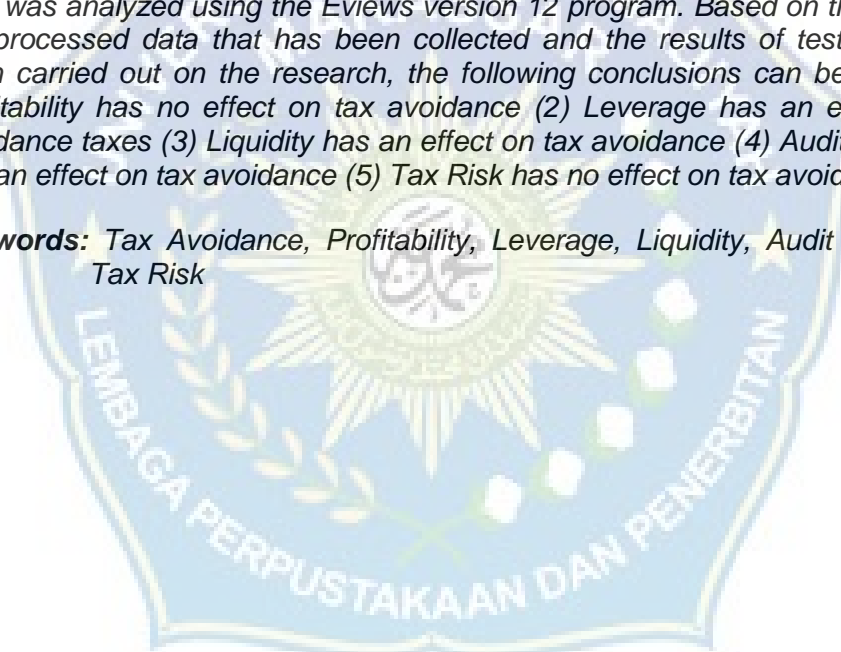 was analyzed using the Eviews version 12 program. Based on
processed data that has been collected and the results of test
carried out on the research, the following conclusions can be
tability has no effect on tax avoidance (2) Leverage has an
dance taxes (3) Liquidity has an effect on tax avoidance (4) Audit
an effect on tax avoidance (5) Tax Risk has no effect on tax avoid
words: Tax Avoidance, Profitability, Leverage, Liquidity, Audit
Tax Risk
LEMBAGA PERPUSTAKAAN DAN PENERBITAN